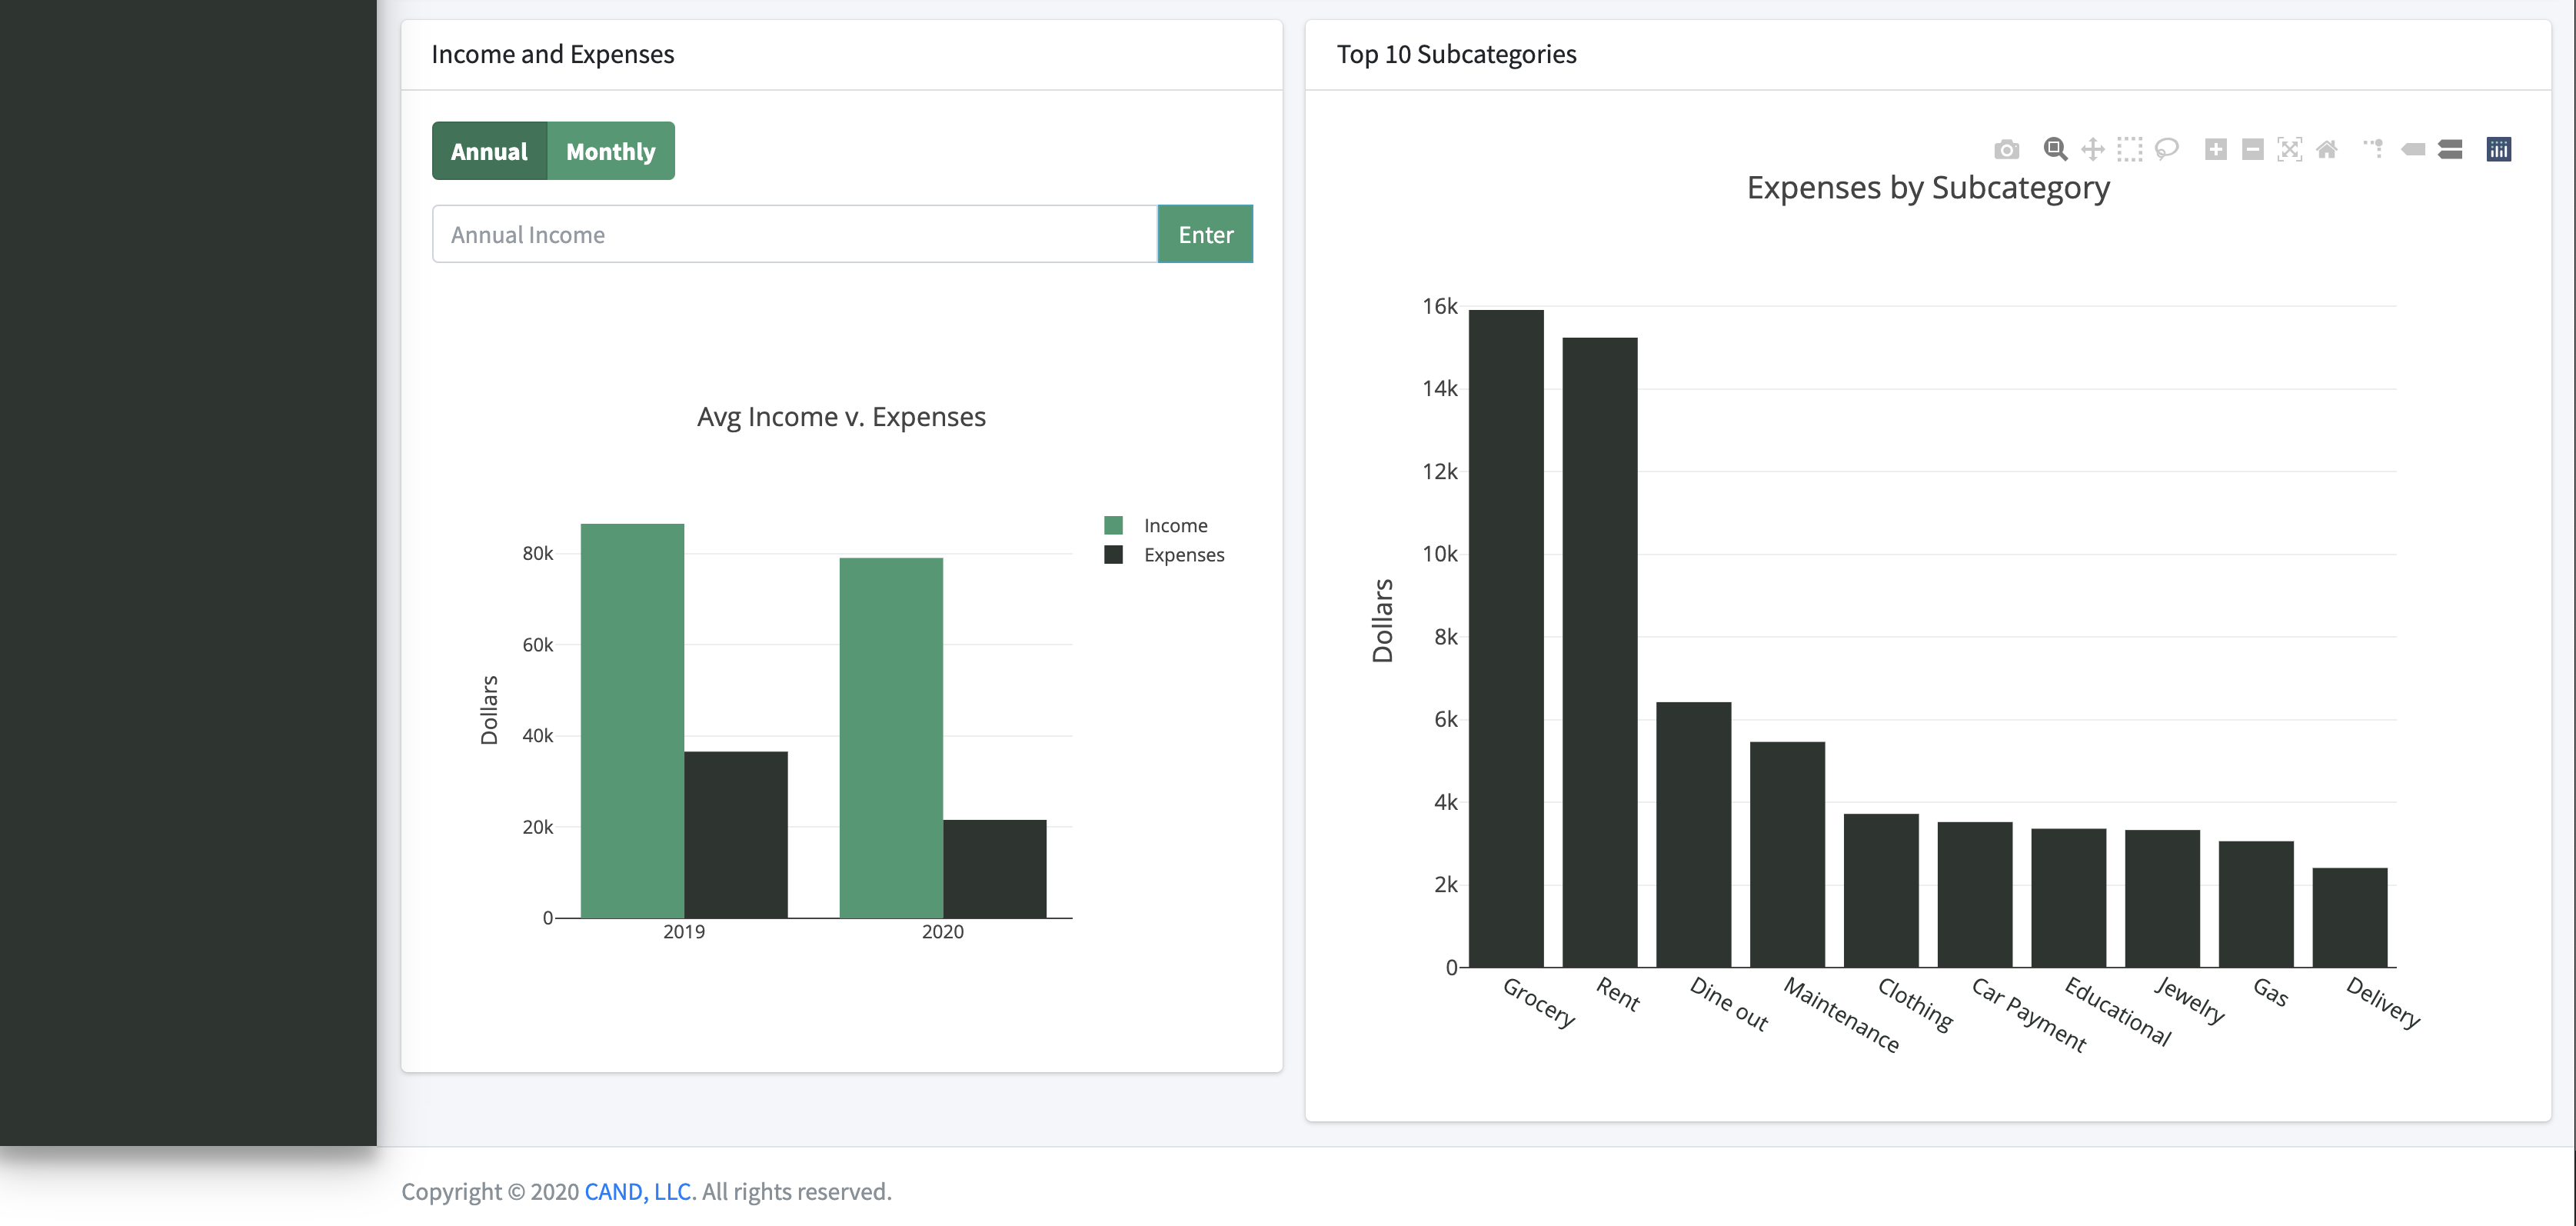 Income and Expenses
Annual Monthly
Annual Income Enter
Avg Income v. Expenses
Income
Expenses
Dollars
80k
60k
40k
20k
0
2019 2020
Top 10 Subcategories
Expenses by Subcategory
Dollars
16k
14k
12k
10k
8k
6k
4k
2k
0
Grocery Rent Dine out Maintenance Clothing Car Payment Educational Jewelry Gas Delivery
Copyright © 2020 CAND, LLC. All rights reserved.